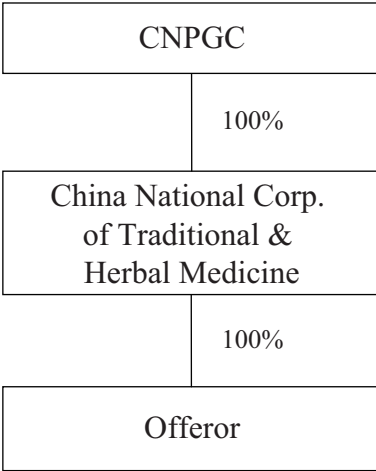 CNPGC
100%
China National Corp.
of Traditional &
Herbal Medicine
100%
Offeror